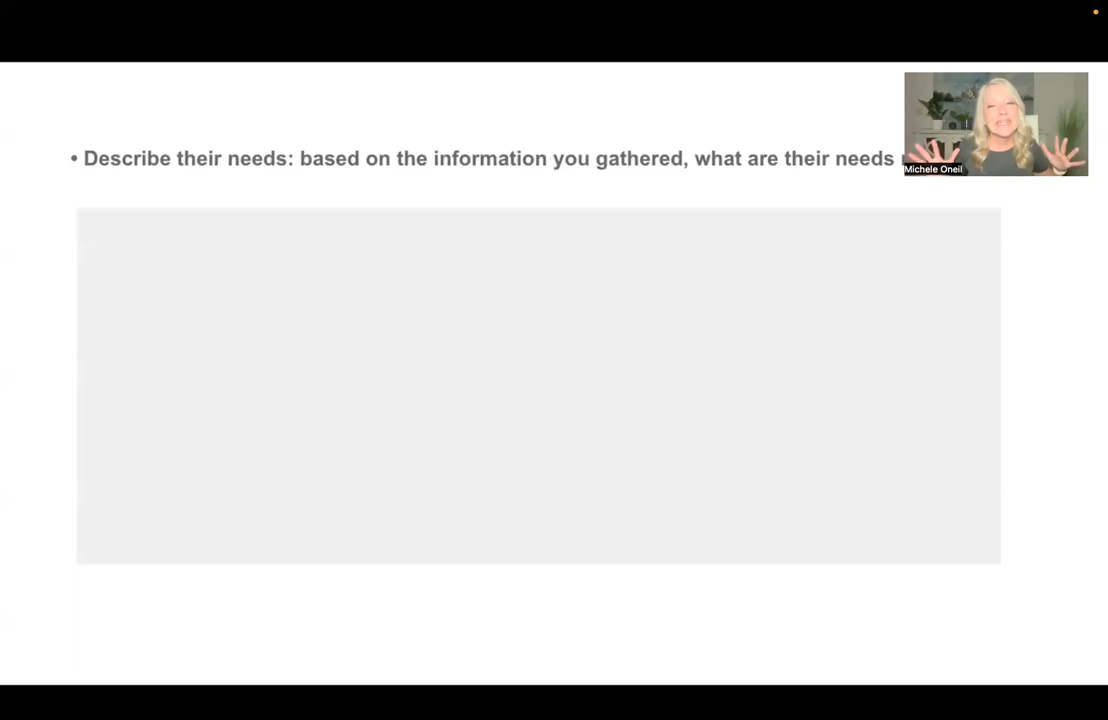 • Describe their needs: based on the information you gathered, what are their needs
Michele Oneil